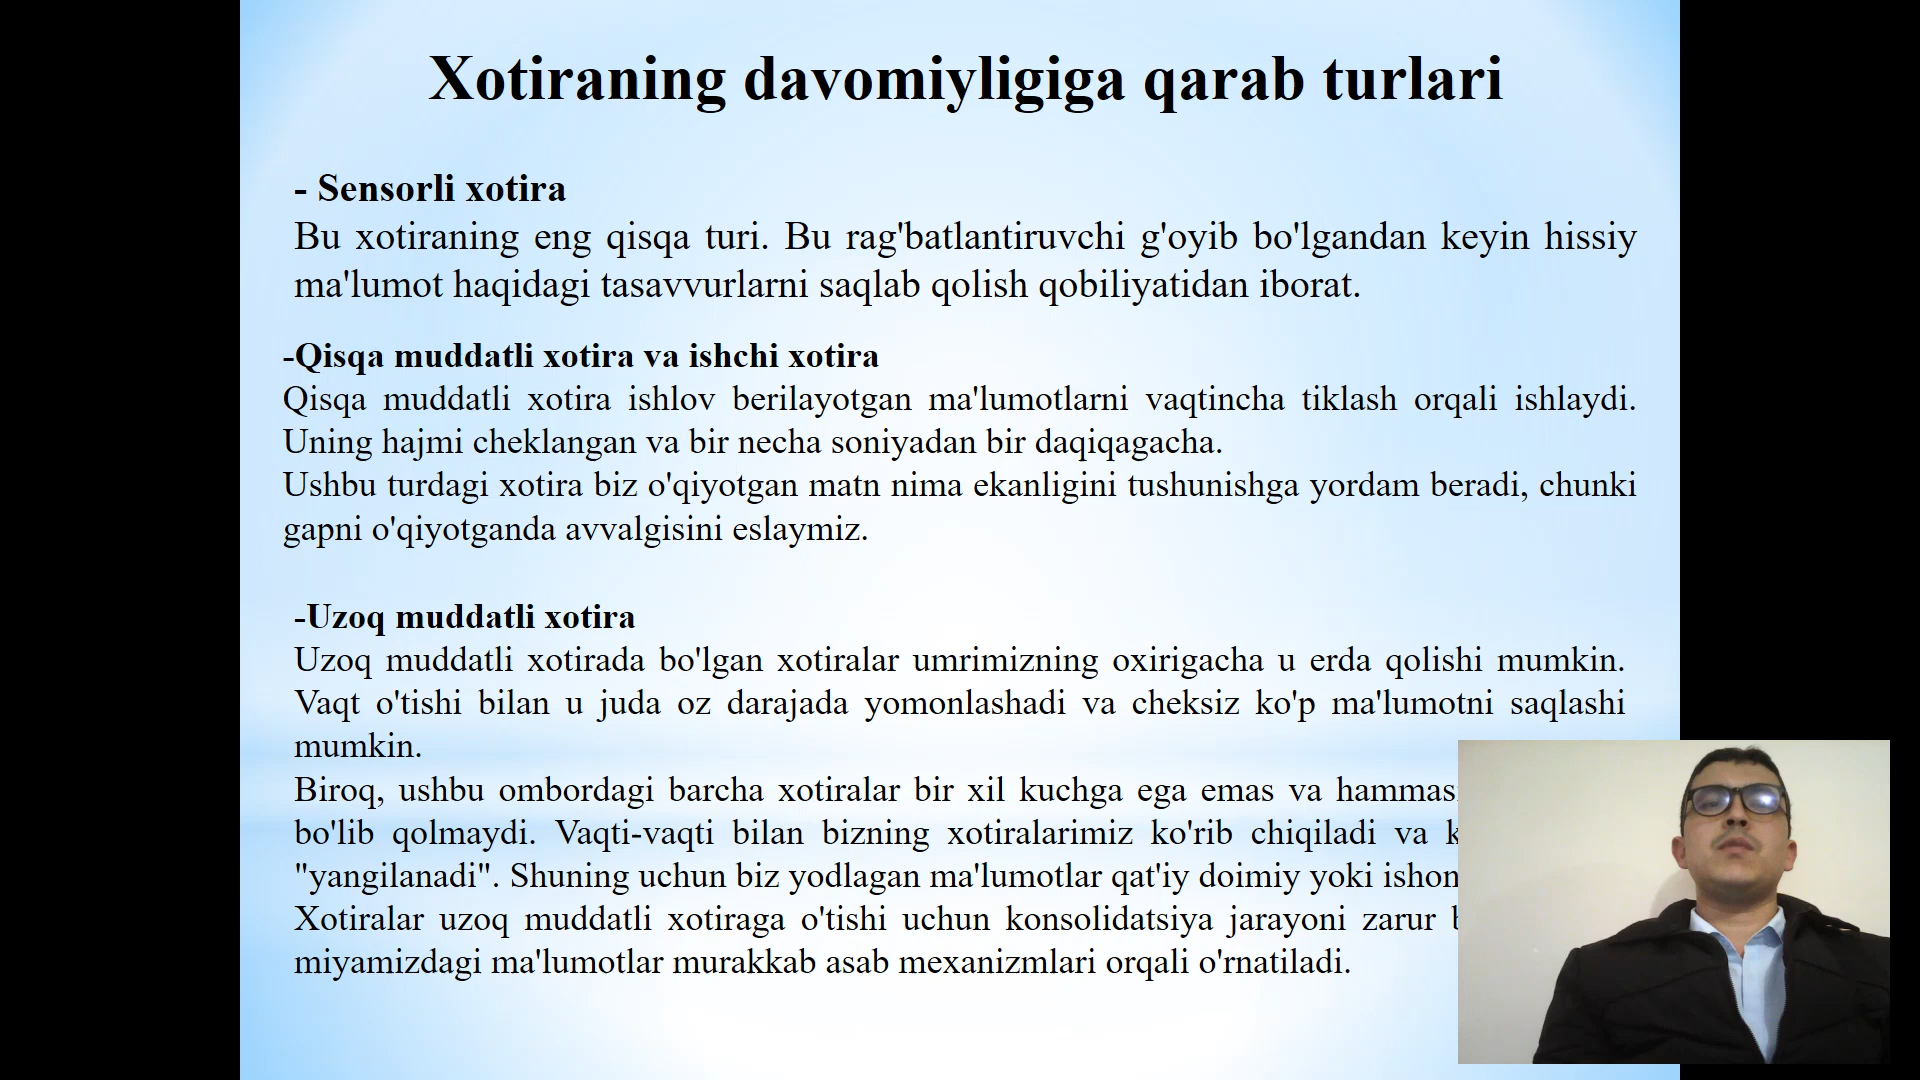 Xotiraning davomiyligiga qarab turlari
- Sensorli xotira
Bu xotiraning eng qisqa turi. Bu rag'batlantiruvchi g'oyib bo'lgandan keyin hissiy
ma'lumot haqidagi tasavvurlarni saqlab qolish qobiliyatidan iborat.
-Qisqa muddatli xotira va ishchi xotira
Qisqa muddatli xotira ishlov berilayotgan ma'lumotlarni vaqtincha tiklash orqali ishlaydi.
Uning hajmi cheklangan va bir necha soniyadan bir daqiqagacha.
Ushbu turdagi xotira biz o'qiyotgan matn nima ekanligini tushunishga yordam beradi, chunki
gapni o'qiyotganda avvalgisini eslaymiz.
-Uzoq muddatli xotira
Uzoq muddatli xotirada bo'lgan xotiralar umrimizning oxirigacha u erda qolishi mumkin.
Vaqt o'tishi bilan u juda oz darajada yomonlashadi va cheksiz ko'p ma'lumotni saqlashi
mumkin.
Biroq, ushbu ombordagi barcha xotiralar bir xil kuchga ega emas va
bo'lib qolmaydi. Vaqti-vaqti bilan bizning xotiralarimiz ko'rib chiqiladi va
"yangilanadi". Shuning uchun biz yodlagan ma'lumotlar qat'iy doimiy yoki
Xotiralar uzoq muddatli xotiraga o'tishi uchun konsolidatsiya jarayoni zarur
miyamizdagi ma'lumotlar murakkab asab mexanizmlari orqali o'rnatiladi.